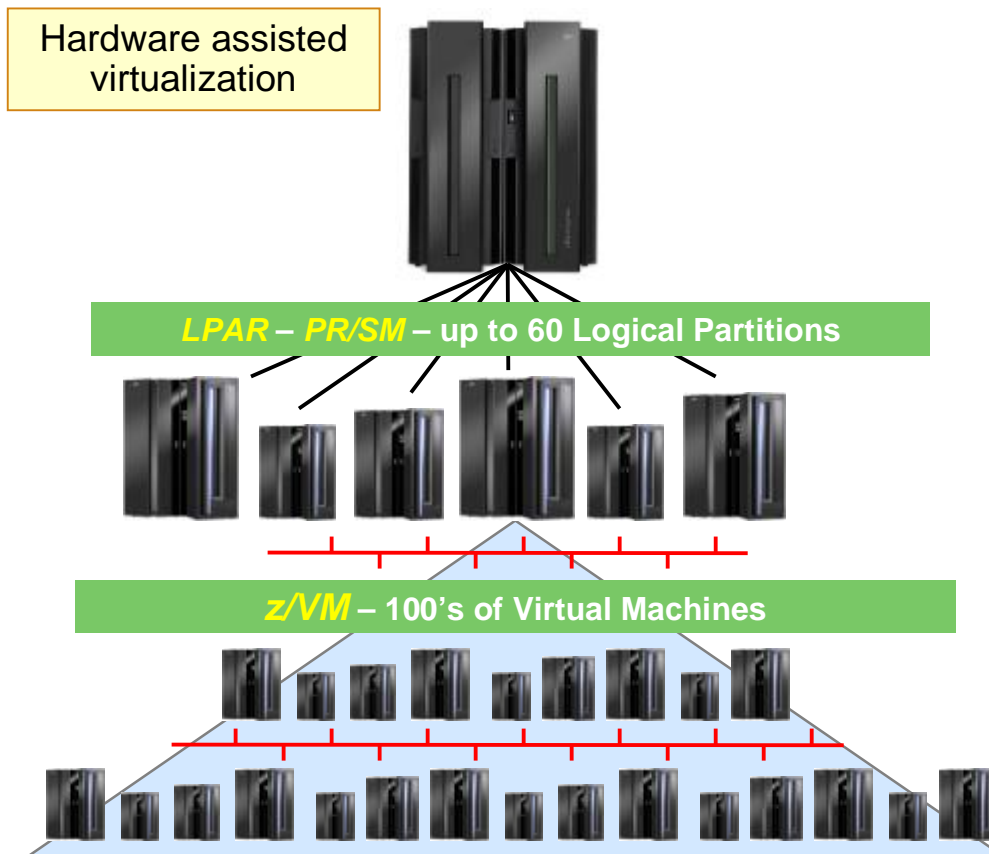 Hardware assisted
virtualization
LPAR – PR/SM – up to 60 Logical Partitions
z/VM – 100’s of Virtual Machines